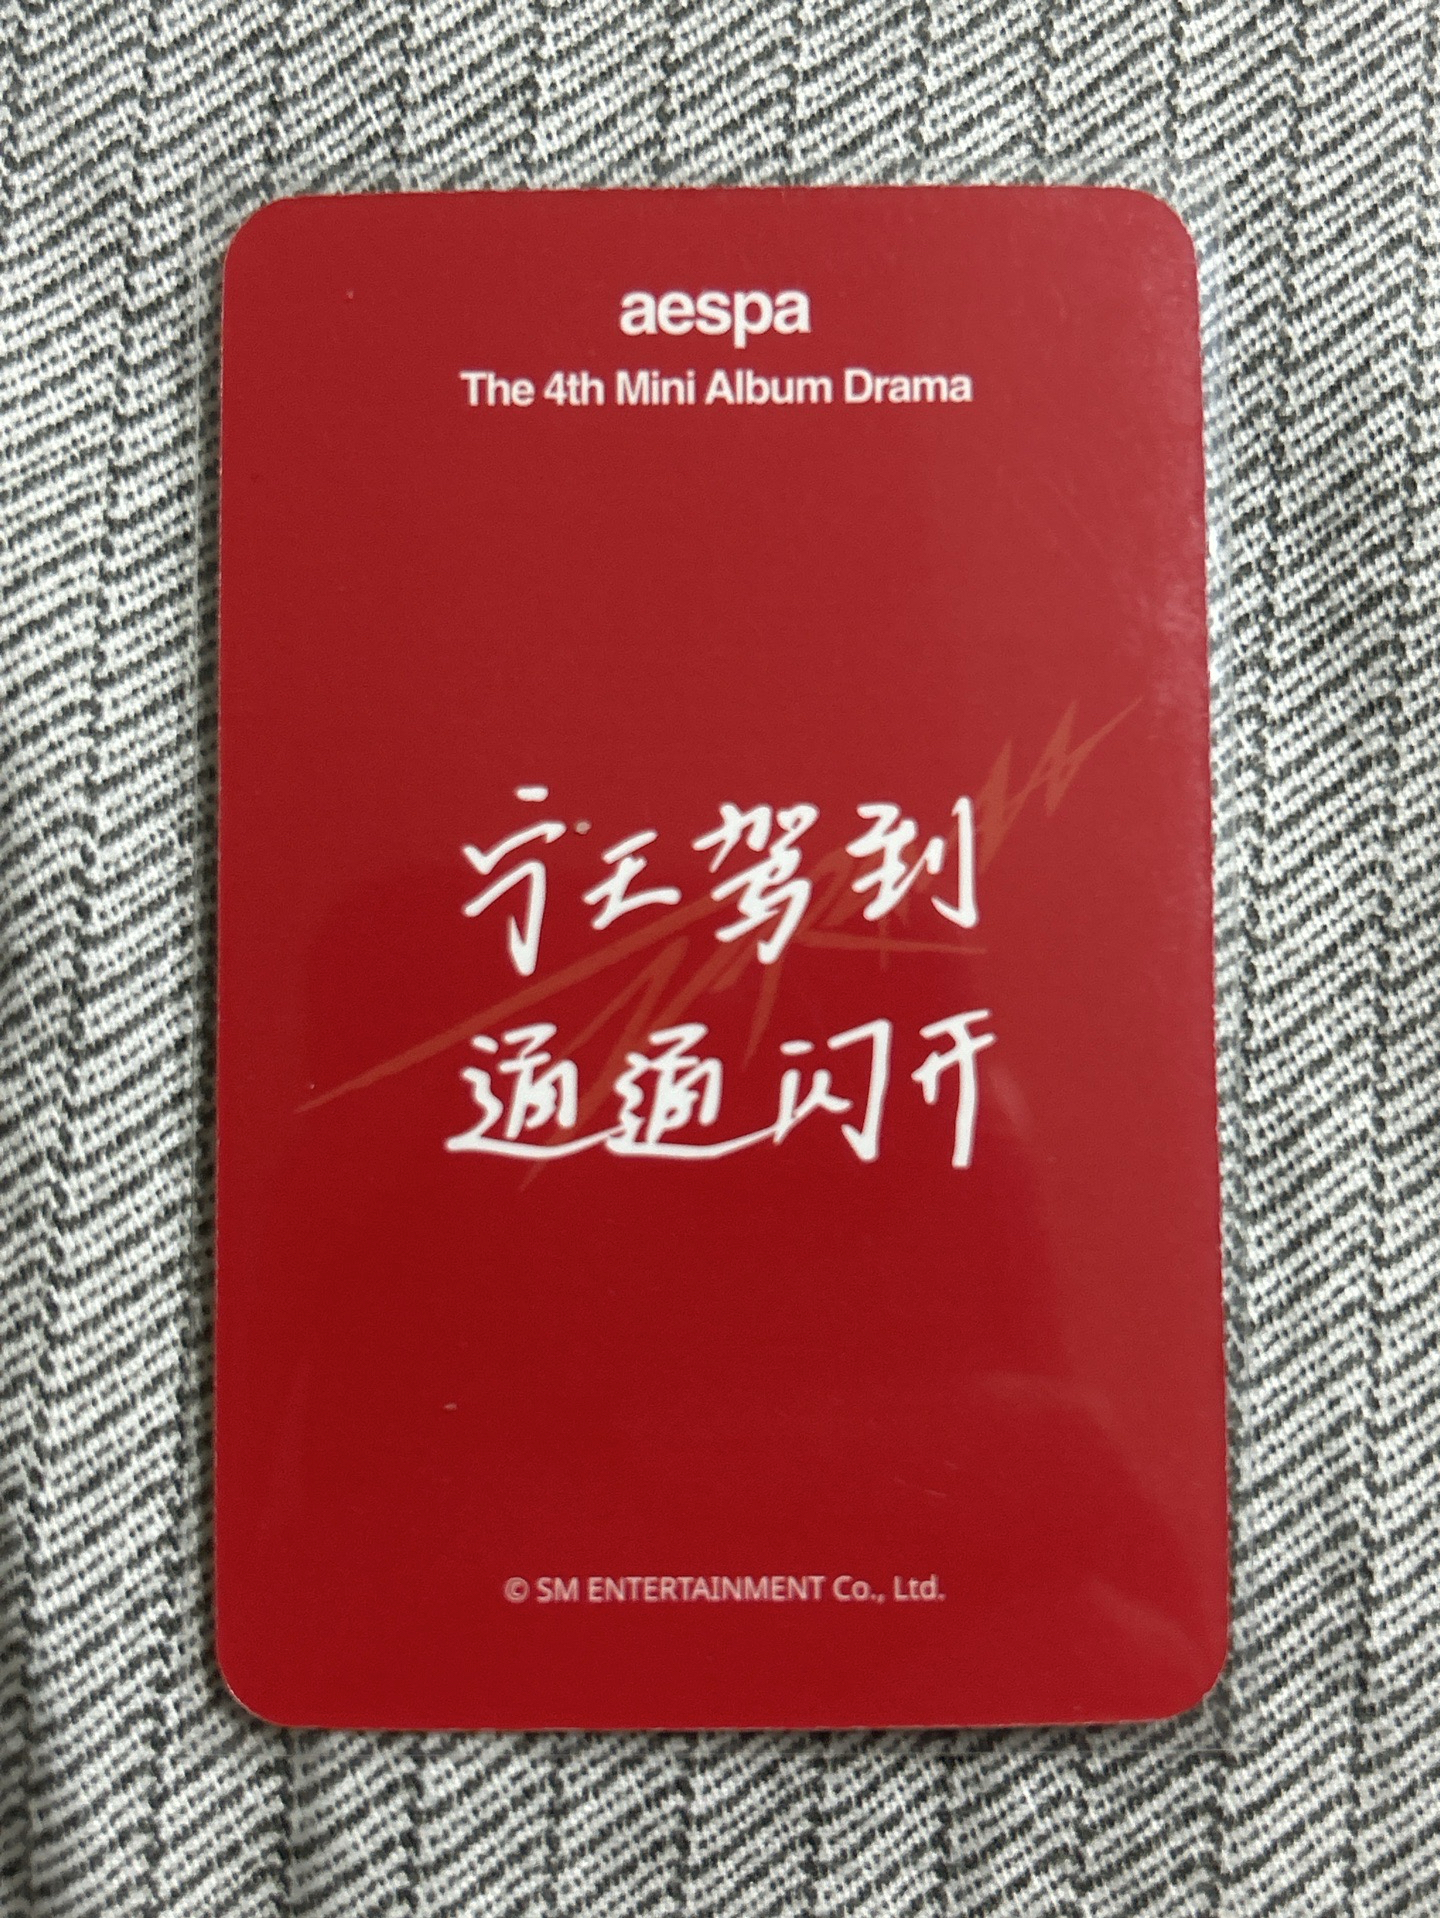 aespa
The 4th Mini Album Drama
宁王驾到
通通闪开
© SM ENTERTAINMENT Co., Ltd.